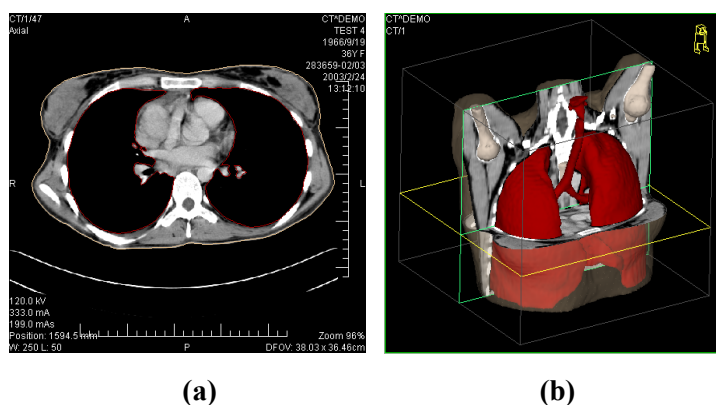 CT/1/47
Axial
A
CT^DEMO
TEST 4
1966/9/19
36Y F
283659-02/03
2003/2/24
13:12:10
R
L
120.0 kV
333.0 mA
199.0 mAs
Position: 1594.5 mm
W: 250 L: 50
P
Zoom 96%
DFOV: 38.03 x 36.46cm
CT^DEMO
CT/1
(a)
(b)